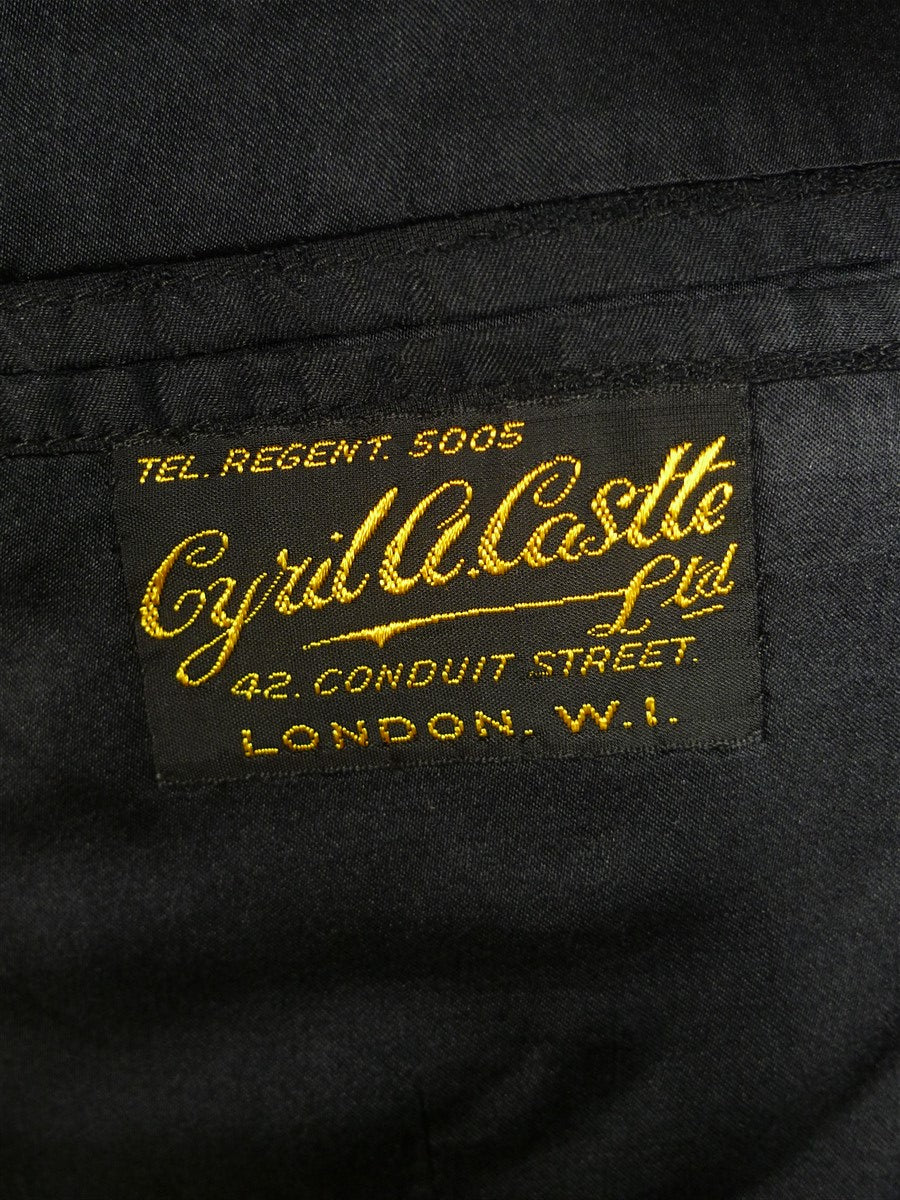 TEL. REGENT. 5005
Cyril A. Castle
Ltd
42. CONDUIT STREET.
LONDON. W.1.